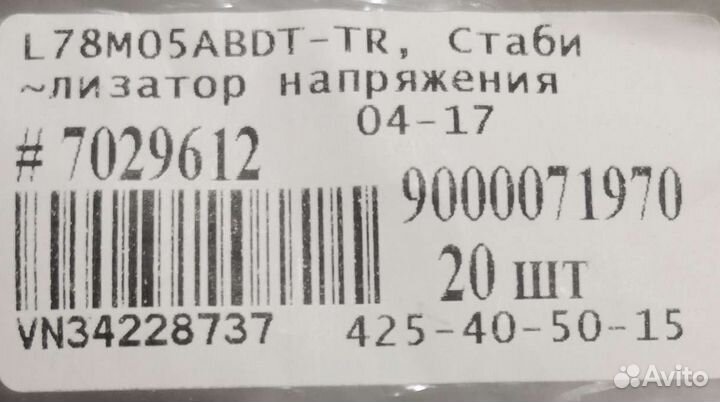 L78M05ABDT-TR, Стаби
~лизатор напряжения
04-17
# 7029612
9000071970
20 шт
VN34228737 425-40-50-15
Avito